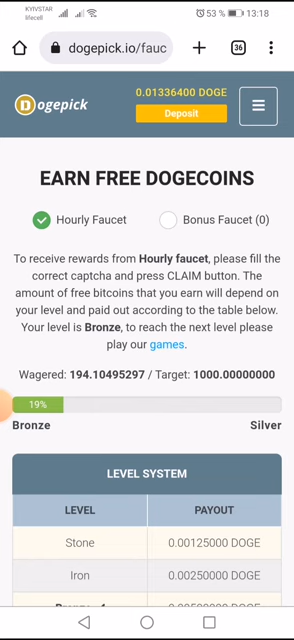 KYIVSTAR
lifecell
53 %
13:18
dogepick.io/fauc
36
0.01336400 DOGE
Dogepick
Deposit
EARN FREE DOGECOINS
Hourly Faucet
Bonus Faucet (0)
To receive rewards from Hourly faucet, please fill the
correct captcha and press CLAIM button. The
amount of free bitcoins that you earn will depend on
your level and paid out according to the table below.
Your level is Bronze, to reach the next level please
play our games.
Wagered: 194.10495297 / Target: 1000.00000000
19%
Bronze
Silver
LEVEL SYSTEM
LEVEL PAYOUT
Stone 0.00125000 DOGE
Iron 0.00250000 DOGE